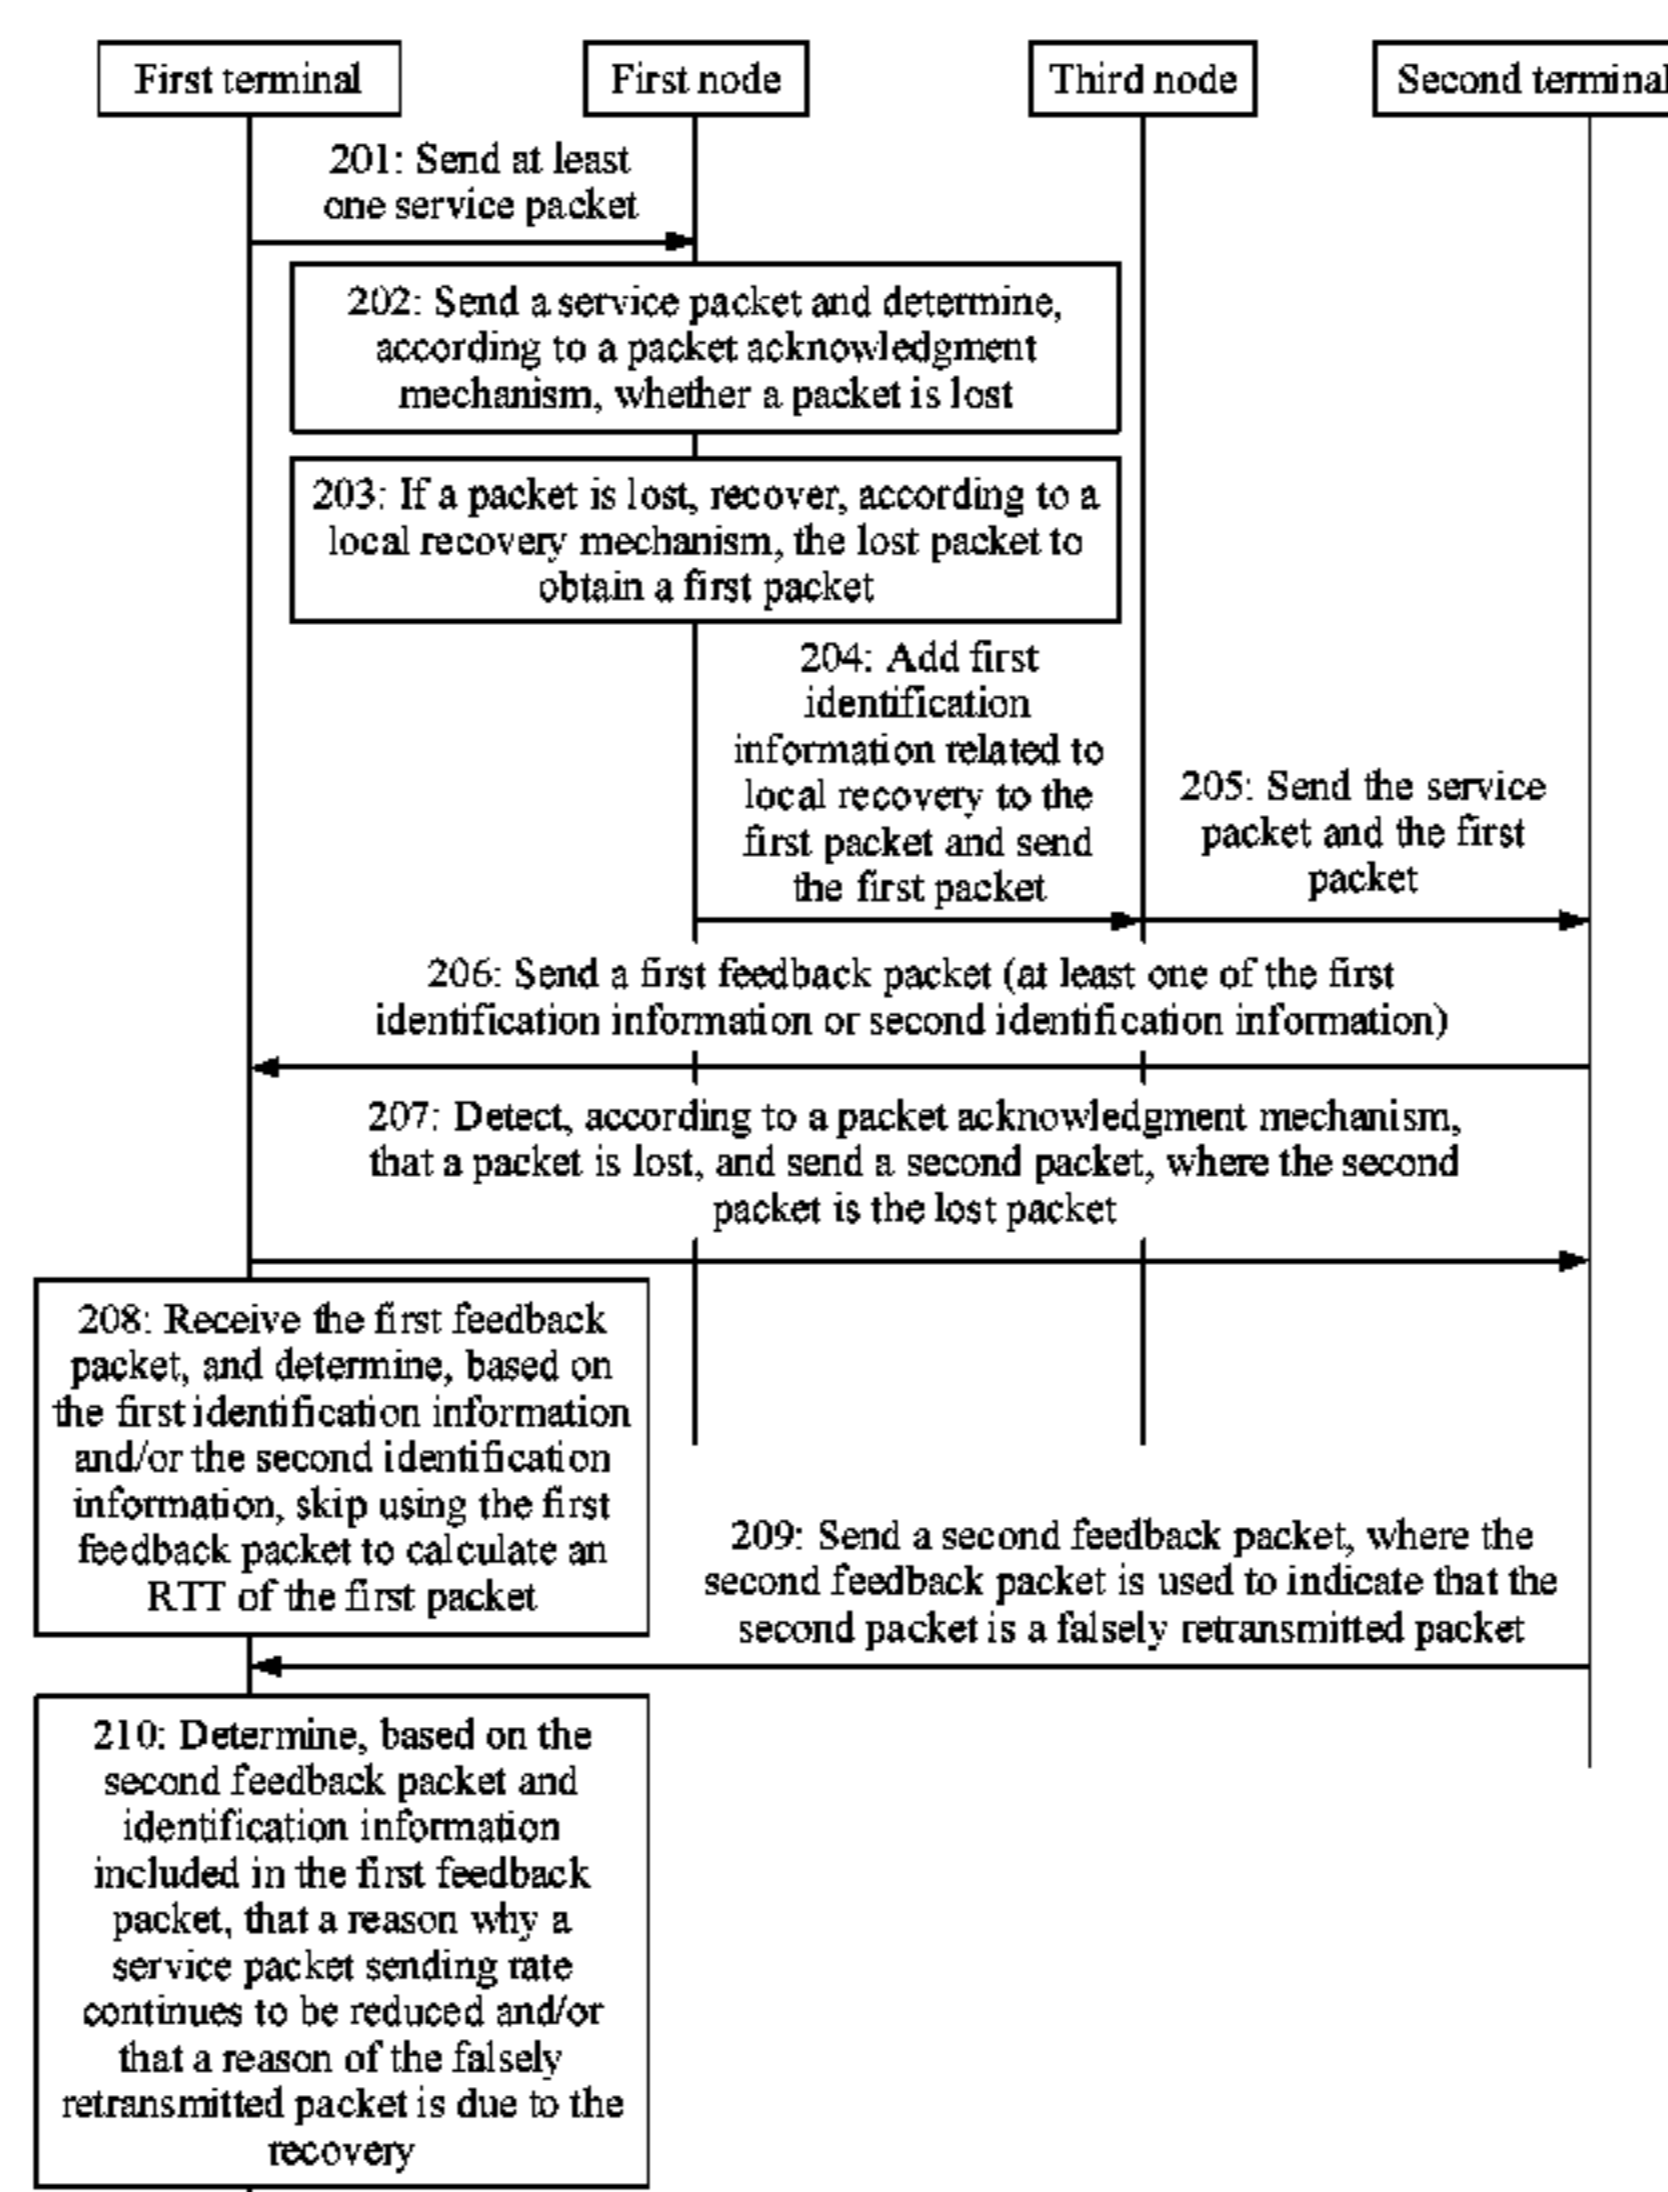 First terminal
First node
Third node
Second terminal
201: Send at least
one service packet
202: Send a service packet and determine,
according to a packet acknowledgment
mechanism, whether a packet is lost
203: If a packet is lost, recover, according to a
local recovery mechanism, the lost packet to
obtain a first packet
204: Add first
identification
information related to
local recovery to the
first packet and send
the first packet
205: Send the service
packet and the first
packet
206: Send a first feedback packet (at least one of the first
identification information or second identification information)
207: Detect, according to a packet acknowledgment mechanism,
that a packet is lost, and send a second packet, where the second
packet is the lost packet
208: Receive the first feedback
packet, and determine, based on
the first identification information
and/or the second identification
information, skip using the first
feedback packet to calculate an
RTT of the first packet
209: Send a second feedback packet, where the
second feedback packet is used to indicate that the
second packet is a falsely retransmitted packet
210: Determine, based on the
second feedback packet and
identification information
included in the first feedback
packet, that a reason why a
service packet sending rate
continues to be reduced and/or
that a reason of the falsely
retransmitted packet is due to the
recovery